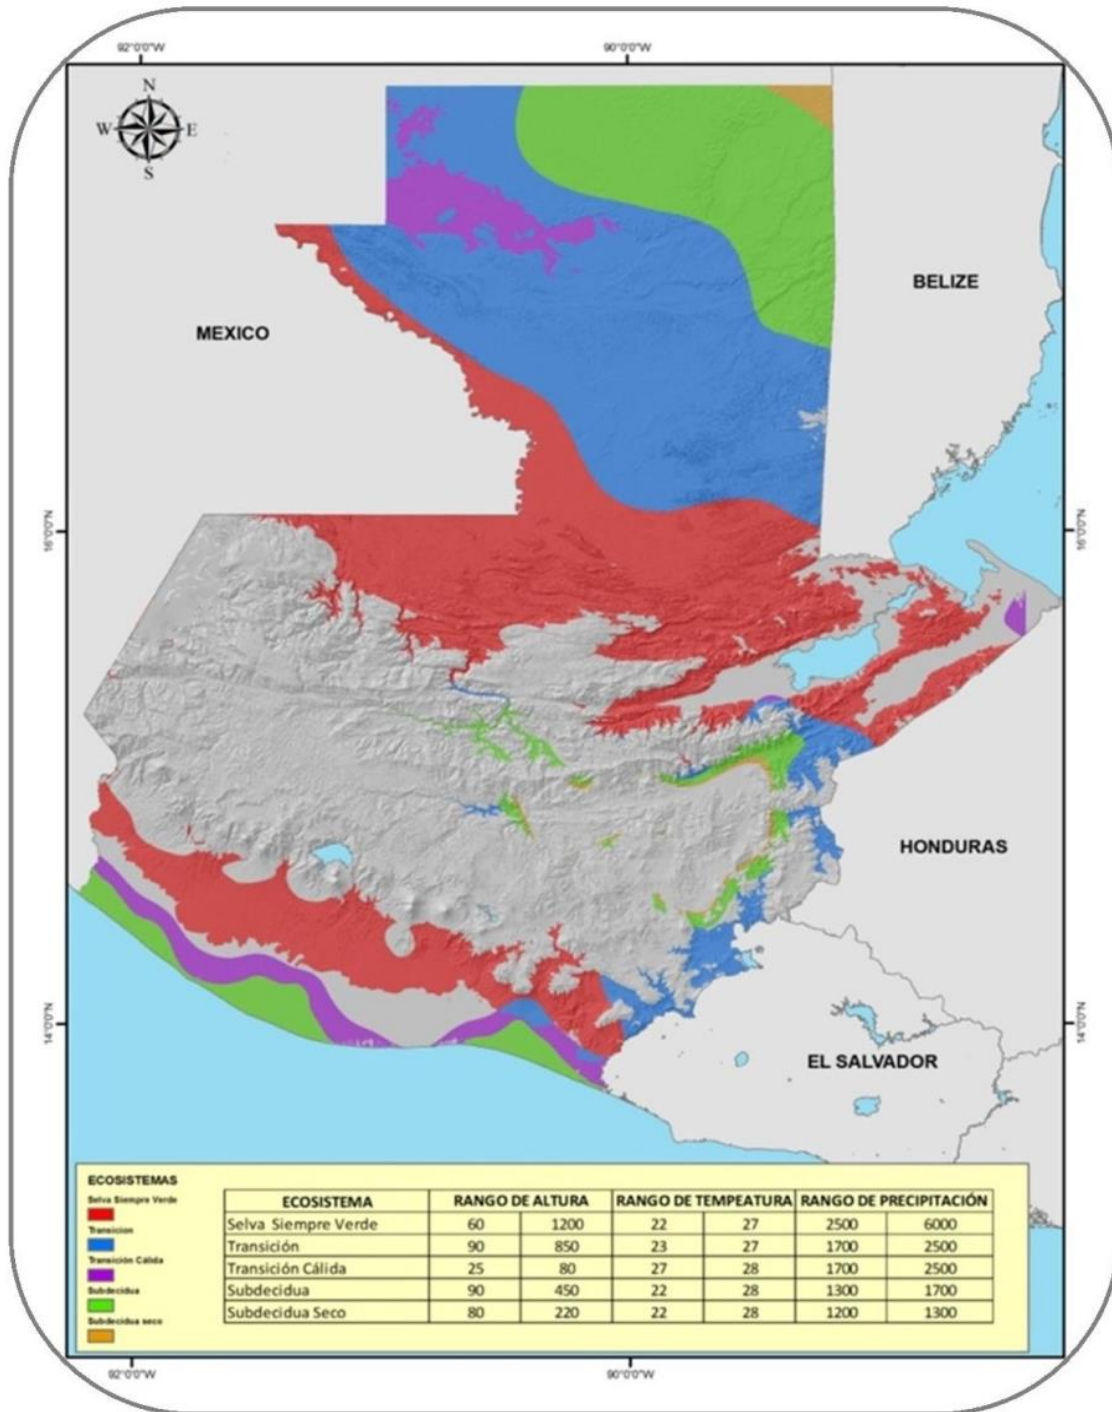 92°0'0"W 90°0'0"W
N
W E
S
BELIZE
MEXICO
16°0'0"N 16°0'0"N
HONDURAS
14°0'0"N 14°0'0"N
EL SALVADOR
ECOSISTEMAS
Selva Siempre Verde
Transicion
Transición Cálida
Subdecidua
Subdecidua seco
ECOSISTEMA RANGO DE ALTURA RANGO DE TEMPEATURA RANGO DE PRECIPITACIÓN
Selva Siempre Verde 60 1200 22 27 2500 6000
Transición 90 850 23 27 1700 2500
Transición Cálida 25 80 27 28 1700 2500
Subdecidua 90 450 22 28 1300 1700
Subdecidua Seco 80 220 22 28 1200 1300
92°0'0"W 90°0'0"W